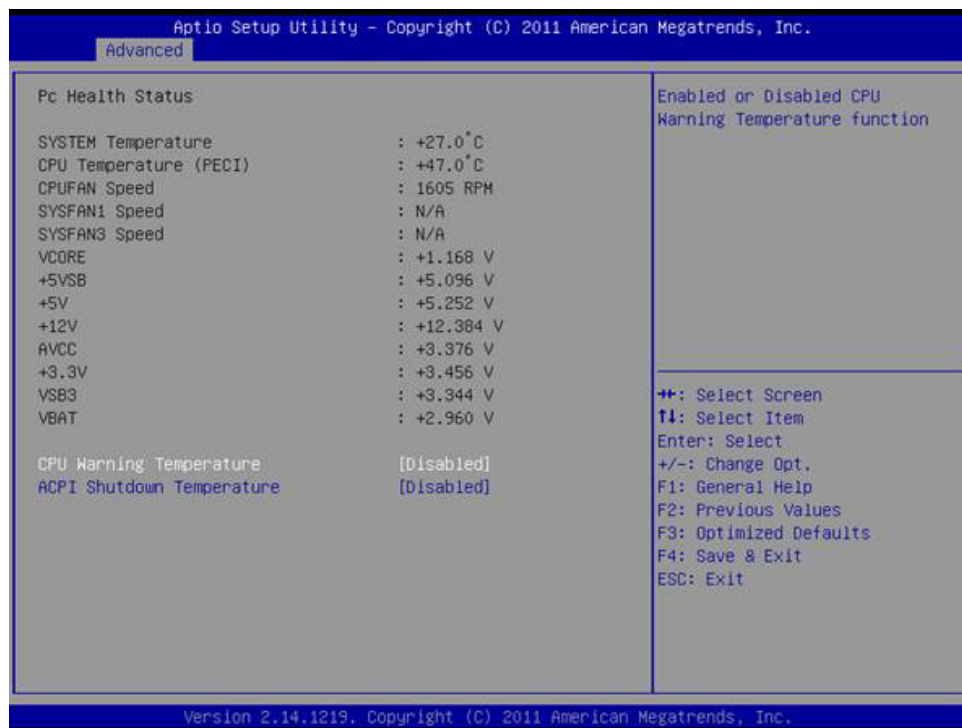 Aptio Setup Utility - Copyright (C) 2011 American Megatrends, Inc.
Advanced
Pc Health Status
SYSTEM Temperature : +27.0°C
CPU Temperature (PECI) : +47.0°C
CPUFAN Speed : 1605 RPM
SYSFAN1 Speed : N/A
SYSFAN3 Speed : N/A
VCORE : +1.168 V
+5VSB : +5.096 V
+5V : +5.252 V
+12V : +12.384 V
AVCC : +3.376 V
+3.3V : +3.456 V
VSB3 : +3.344 V
VBAT : +2.960 V
CPU Warning Temperature [Disabled]
ACPI Shutdown Temperature [Disabled]
Enabled or Disabled CPU
Warning Temperature function
→←: Select Screen
↑↓: Select Item
Enter: Select
+/-: Change Opt.
F1: General Help
F2: Previous Values
F3: Optimized Defaults
F4: Save & Exit
ESC: Exit
Version 2.14.1219. Copyright (C) 2011 American Megatrends, Inc.